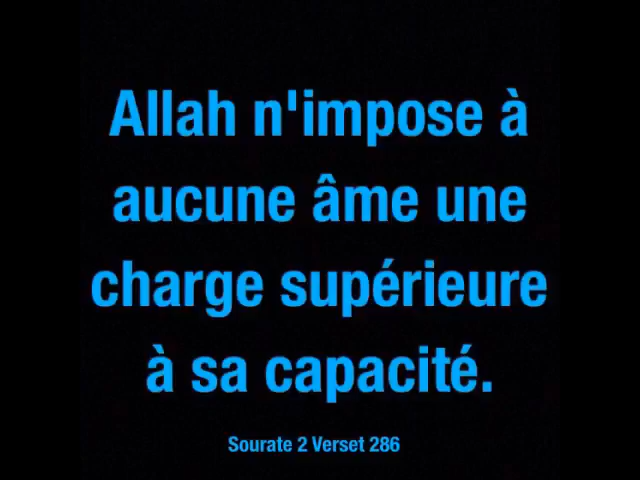 Allah n'impose à
aucune âme une
charge supérieure
à sa capacité.
Sourate 2 Verset 286